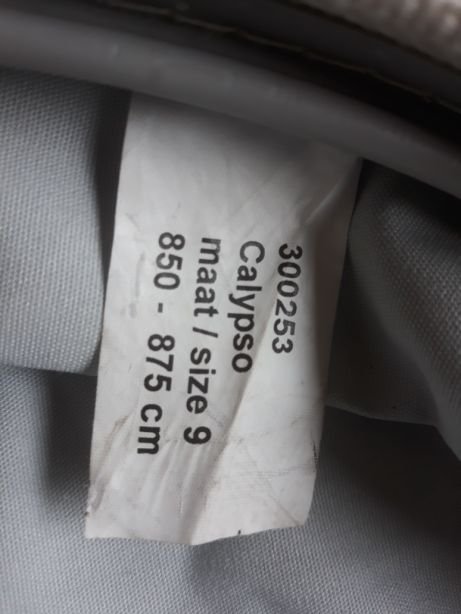 300253
Calypso
maat / size 9
850 - 875 cm